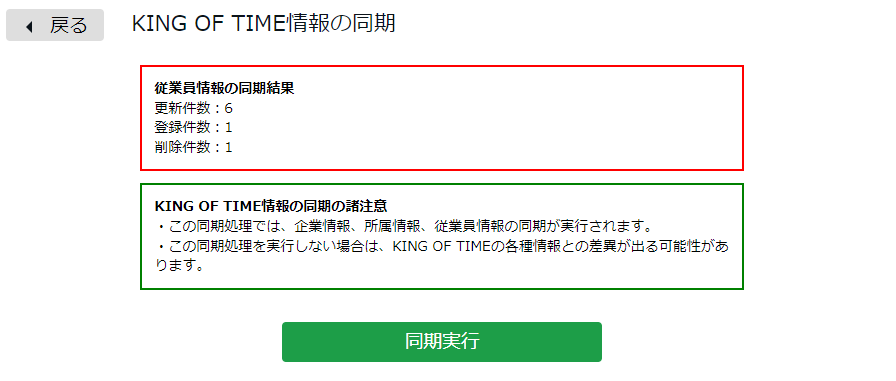 戻る
KING OF TIME情報の同期
従業員情報の同期結果
更新件数：6
登録件数：1
削除件数：1
KING OF TIME情報の同期の諸注意
・この同期処理では、企業情報、所属情報、従業員情報の同期が実行されます。
・この同期処理を実行しない場合は、KING OF TIMEの各種情報との差異が出る可能性があ
ります。
同期実行